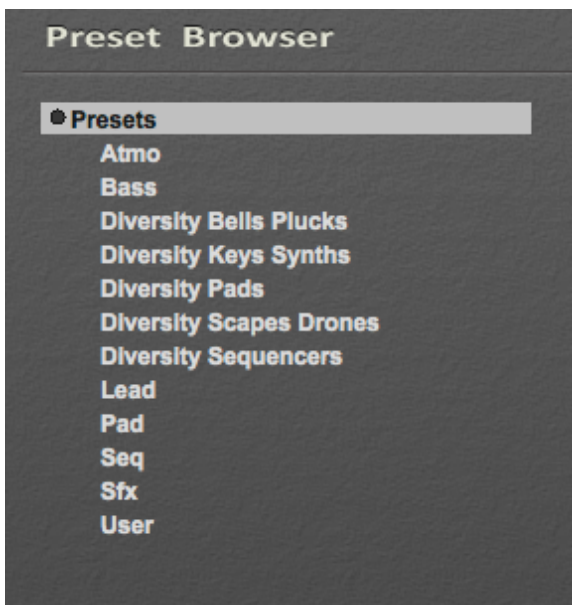 Preset Browser
Presets
Atmo
Bass
Diversity Bells Plucks
Diversity Keys Synths
Diversity Pads
Diversity Scapes Drones
Diversity Sequencers
Lead
Pad
Seq
Sfx
User